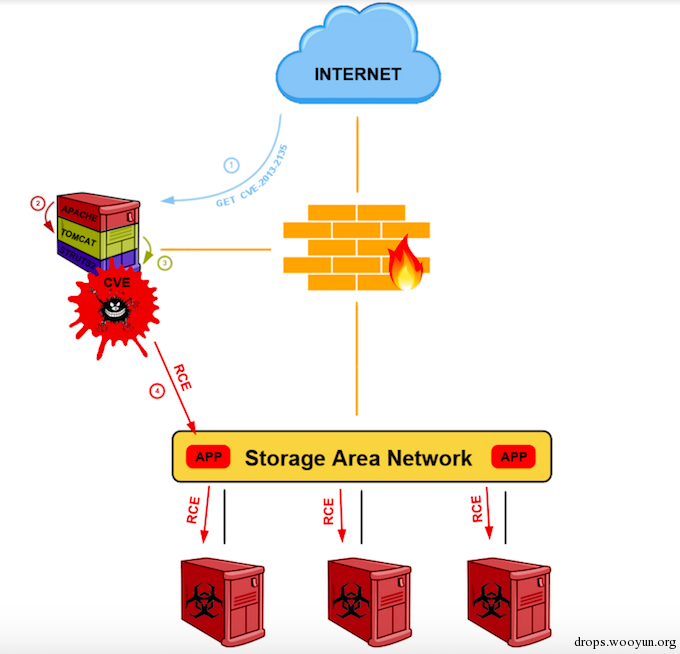 INTERNET
1
GET CVE-2013-2135
2
APACHE
TOMCAT
3
STRUTS2
CVE
4
RCE
APP
Storage Area Network
APP
RCE
RCE
RCE
drops.wooyun.org